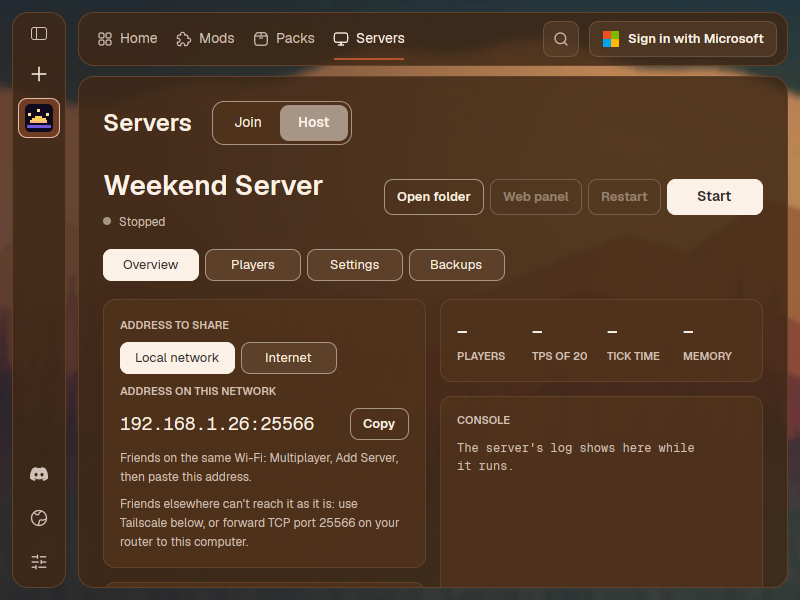 Home
Mods
Packs
Servers
Sign in with Microsoft
Servers
Join
Host
Weekend Server
Stopped
Open folder
Web panel
Restart
Start
Overview
Players
Settings
Backups
ADDRESS TO SHARE
Local network
Internet
ADDRESS ON THIS NETWORK
192.168.1.26:25566
Copy
Friends on the same Wi-Fi: Multiplayer, Add Server,
then paste this address.
Friends elsewhere can't reach it as it is: use
Tailscale below, or forward TCP port 25566 on your
router to this computer.
–
–
–
–
PLAYERS
TPS OF 20
TICK TIME
MEMORY
CONSOLE
The server's log shows here while
it runs.